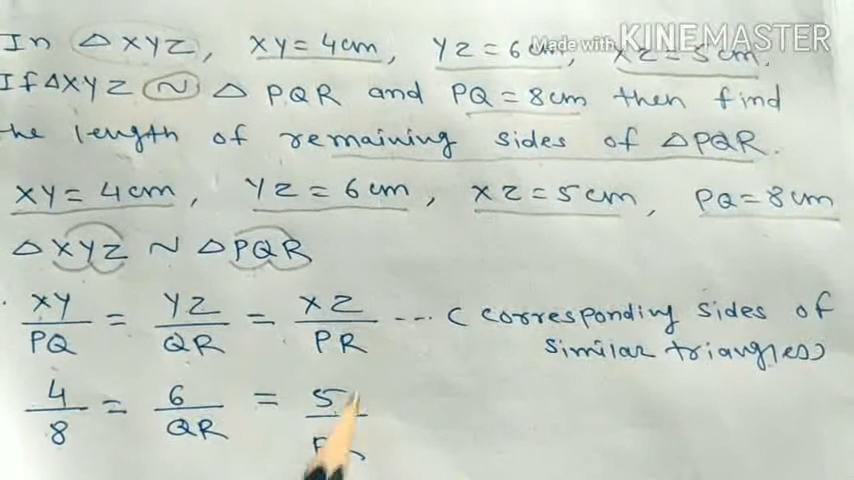 In △XYZ, XY = 4cm, YZ = 6cm, XZ = 5cm.
Made with KINEMASTER
If △XYZ ~ △ PQR and PQ = 8cm then find
the length of remaining sides of △PQR.
XY = 4cm, YZ = 6cm, XZ = 5cm, PQ = 8cm
△XYZ ~ △PQR
XY/PQ = YZ/QR = XZ/PR --- (corresponding sides of
similar triangles)
4/8 = 6/QR = 5/